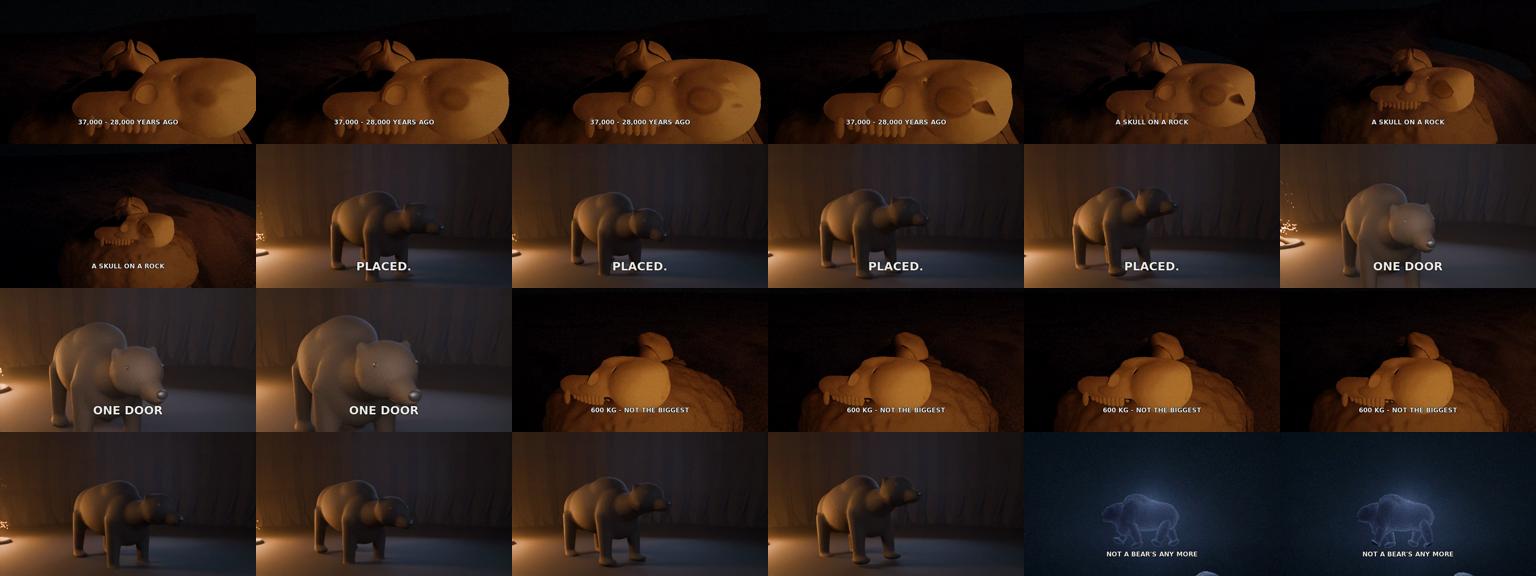 37,000 - 28,000 YEARS AGO
37,000 - 28,000 YEARS AGO
37,000 - 28,000 YEARS AGO
37,000 - 28,000 YEARS AGO
A SKULL ON A ROCK
A SKULL ON A ROCK
A SKULL ON A ROCK
PLACED.
PLACED.
PLACED.
PLACED.
ONE DOOR
ONE DOOR
ONE DOOR
600 KG - NOT THE BIGGEST
600 KG - NOT THE BIGGEST
600 KG - NOT THE BIGGEST
600 KG - NOT THE BIGGEST
NOT A BEAR'S ANY MORE
NOT A BEAR'S ANY MORE